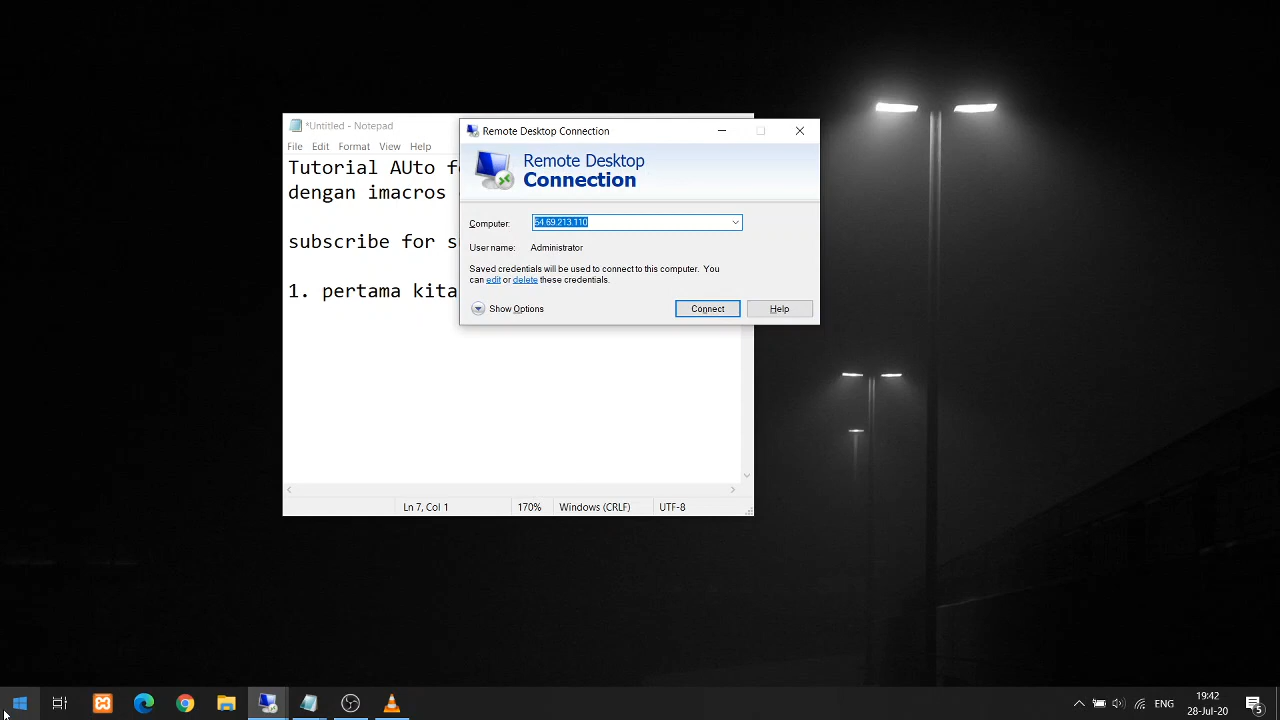 *Untitled - Notepad
File Edit Format View Help
Tutorial AUto f
dengan imacros
subscribe for s
1. pertama kita
Ln 7, Col 1 170% Windows (CRLF) UTF-8
Remote Desktop Connection
Remote Desktop
Connection
Computer: 54.69.213.110
User name: Administrator
Saved credentials will be used to connect to this computer. You
can edit or delete these credentials.
Show Options Connect Help
ENG
19:42
28-Jul-20
5